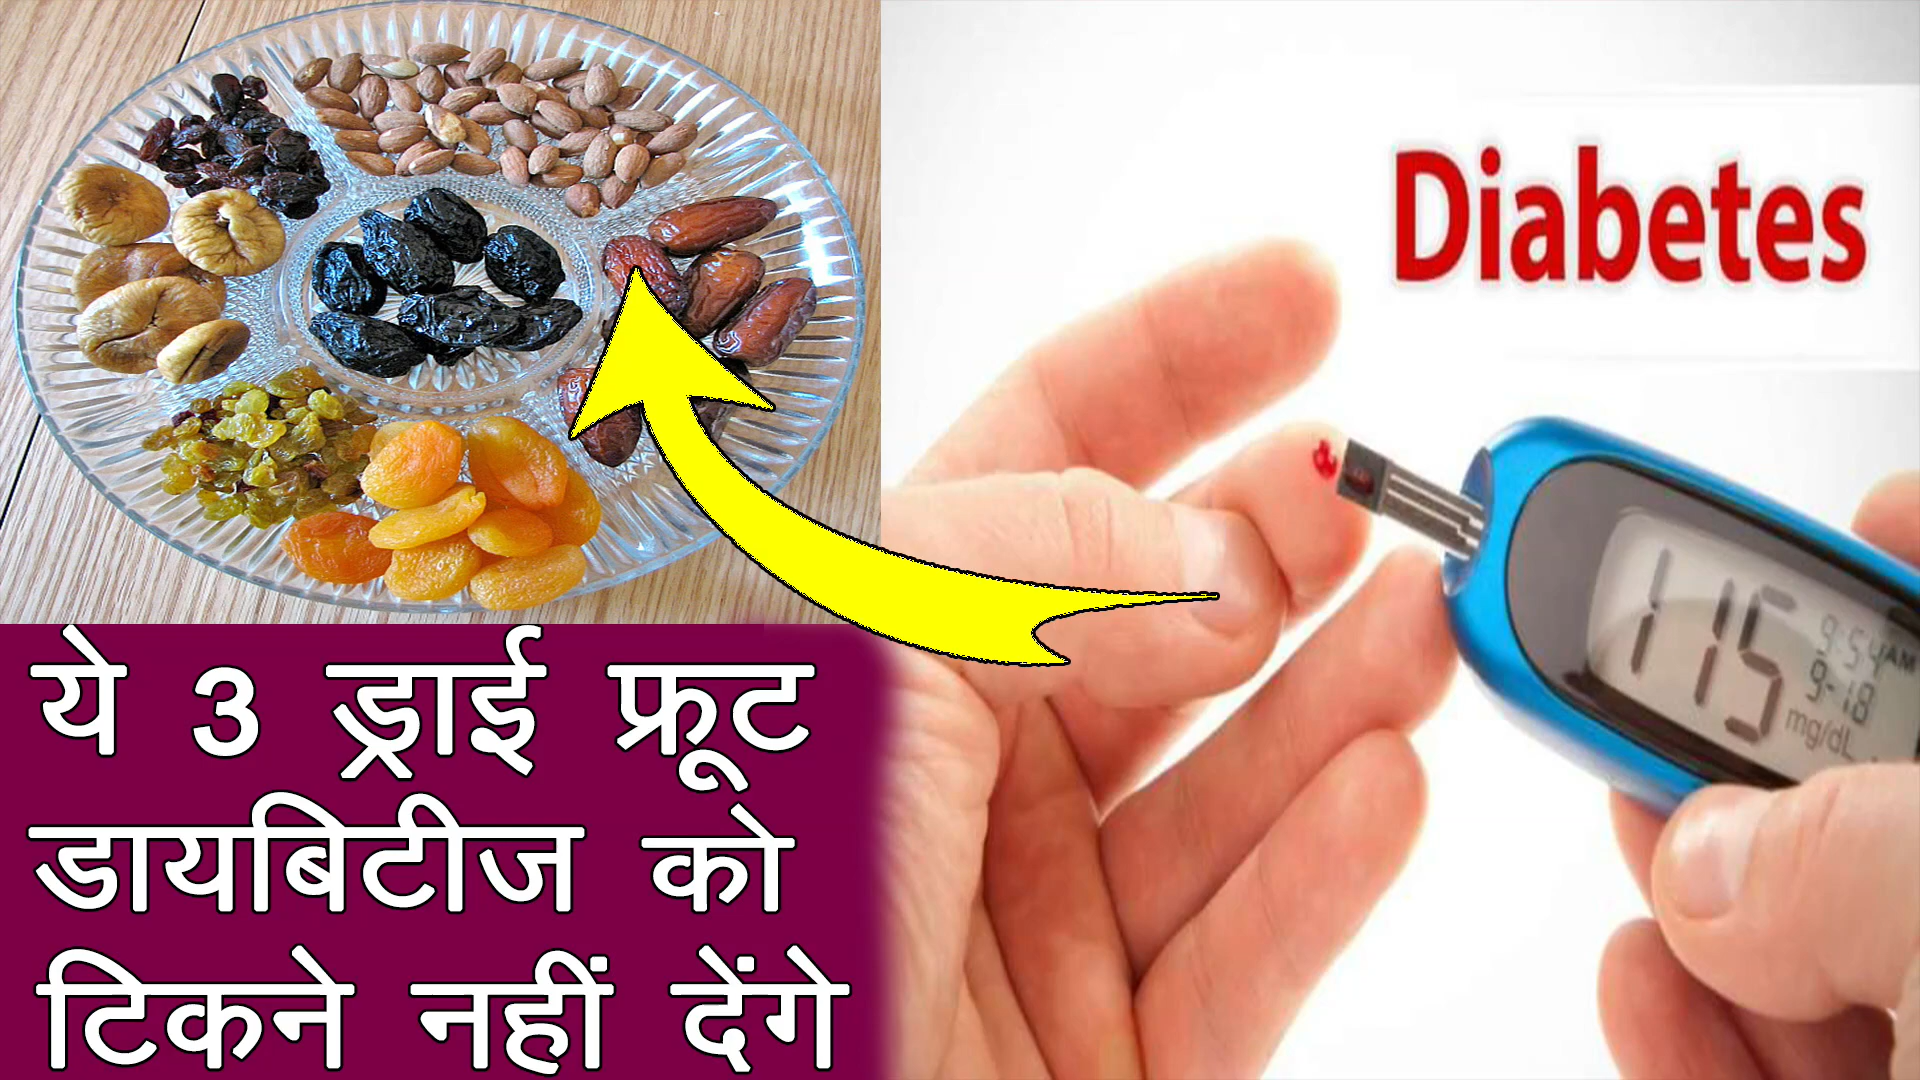 Diabetes
115
9:54 AM
9-18
mg/dL
ये 3 ड्राई फ्रूट
डायबिटीज को
टिकने नहीं देंगे